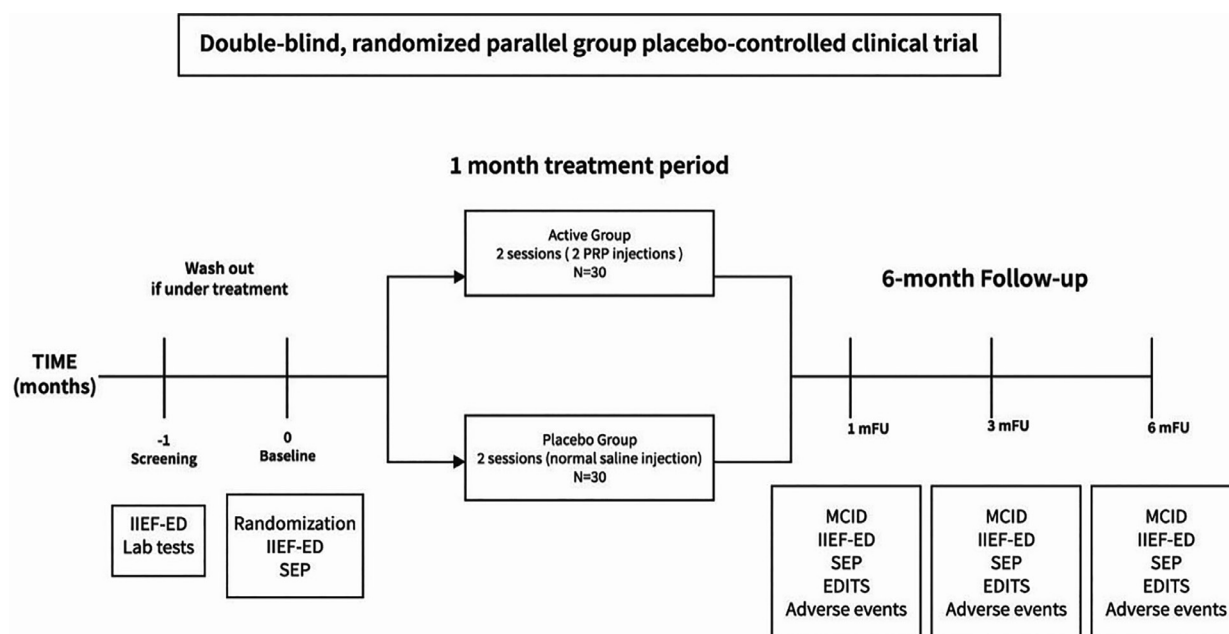 Double-blind, randomized parallel group placebo-controlled clinical trial
1 month treatment period
Active Group
2 sessions ( 2 PRP injections )
N=30
Wash out
if under treatment
6-month Follow-up
TIME
(months)
-1
Screening
0
Baseline
Placebo Group
2 sessions (normal saline injection)
N=30
1 mFU
3 mFU
6 mFU
IIEF-ED
Lab tests
Randomization
IIEF-ED
SEP
MCID
IIEF-ED
SEP
EDITS
Adverse events
MCID
IIEF-ED
SEP
EDITS
Adverse events
MCID
IIEF-ED
SEP
EDITS
Adverse events